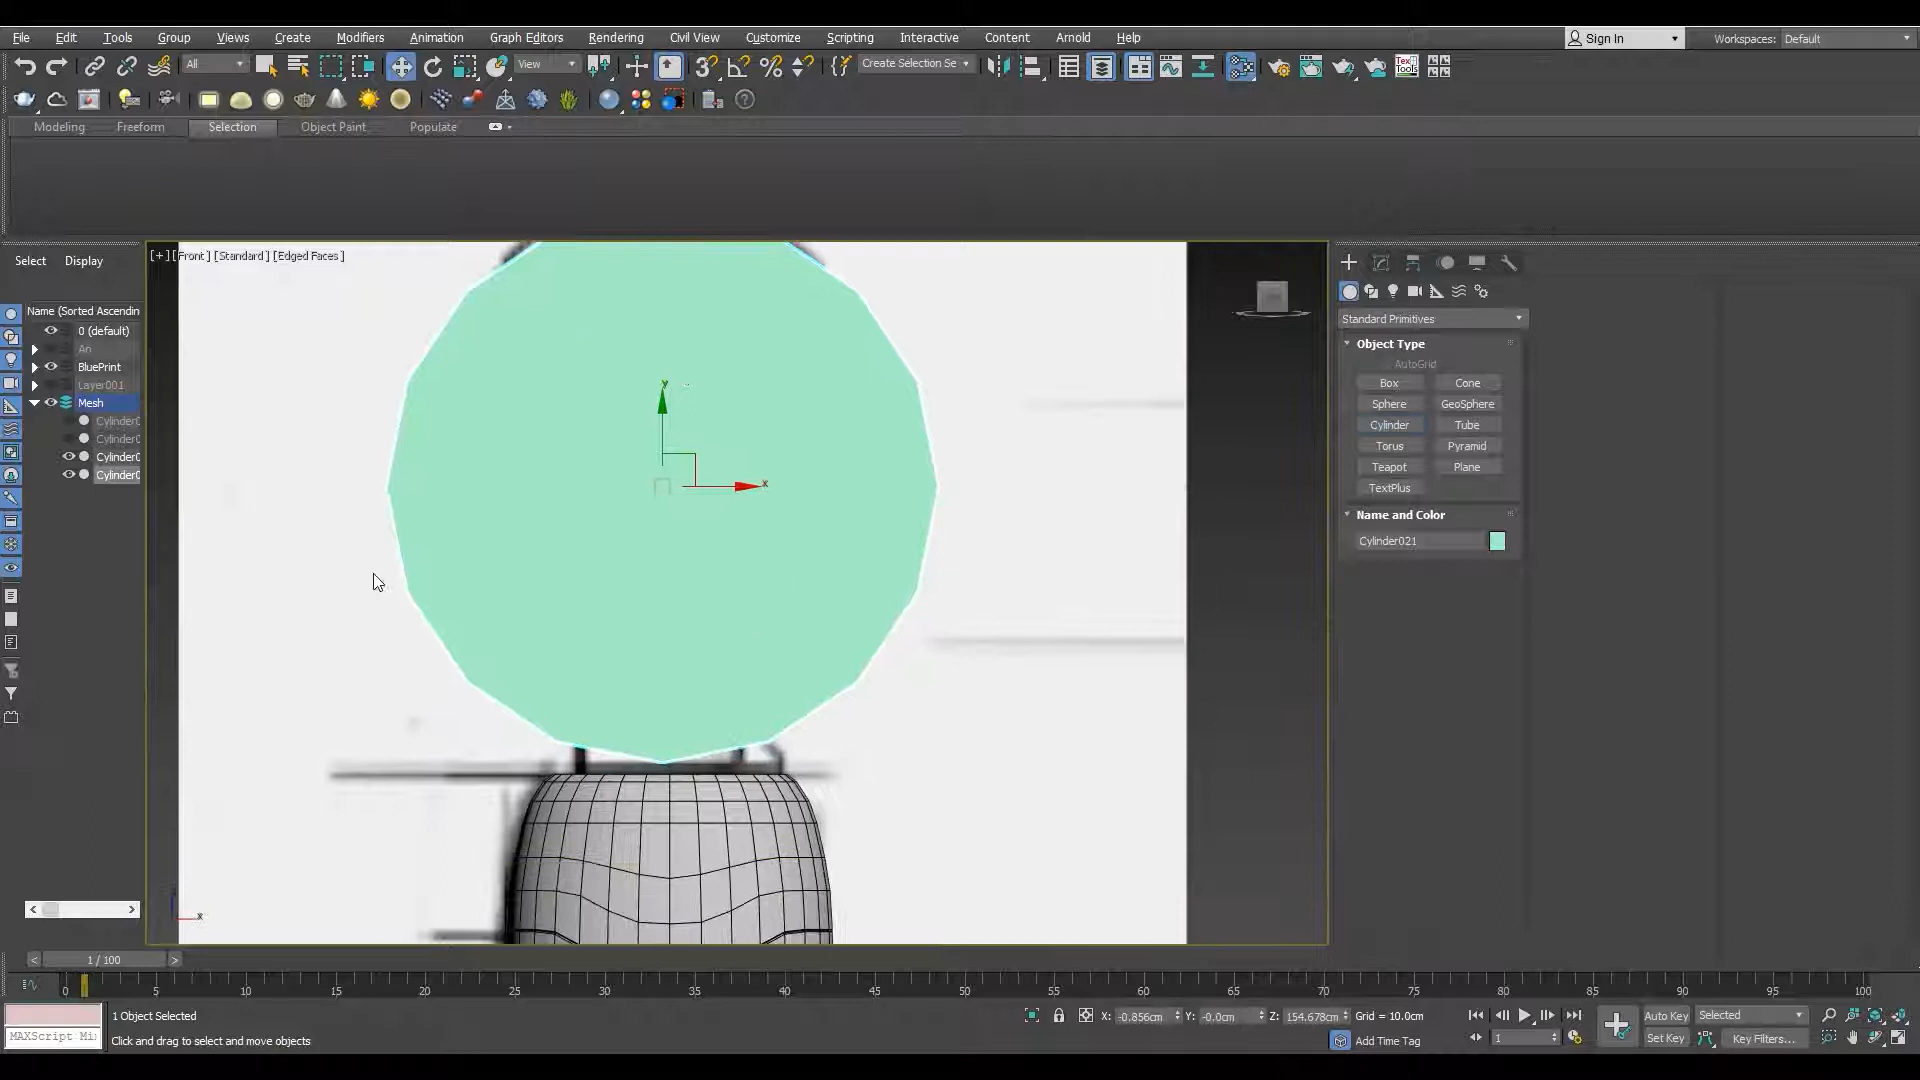 File Edit Tools Group Views Create Modifiers Animation Graph Editors Rendering Civil View Customize Scripting Interactive Content Arnold Help Sign In Workspaces: Default
All View Create Selection Se Tex Tools
Modeling Freeform Selection Object Paint Populate
Select Display
[+] [Front] [Standard] [Edged Faces]
Name (Sorted Ascendin
0 (default)
An
BluePrint
Layer001
Mesh
Cylinder0
Cylinder0
Cylinder0
Cylinder0
y
x
x
Standard Primitives
Object Type
AutoGrid
Box Cone
Sphere GeoSphere
Cylinder Tube
Torus Pyramid
Teapot Plane
TextPlus
Name and Color
Cylinder021
< 1 / 100 >
0 5 10 15 20 25 30 35 40 45 50 55 60 65 70 75 80 85 90 95 100
1 Object Selected X: -0.856cm Y: -0.0cm Z: 154.678cm Grid = 10.0cm Auto Key Selected
MAXScript Mi Click and drag to select and move objects Add Time Tag 1 Set Key Key Filters...